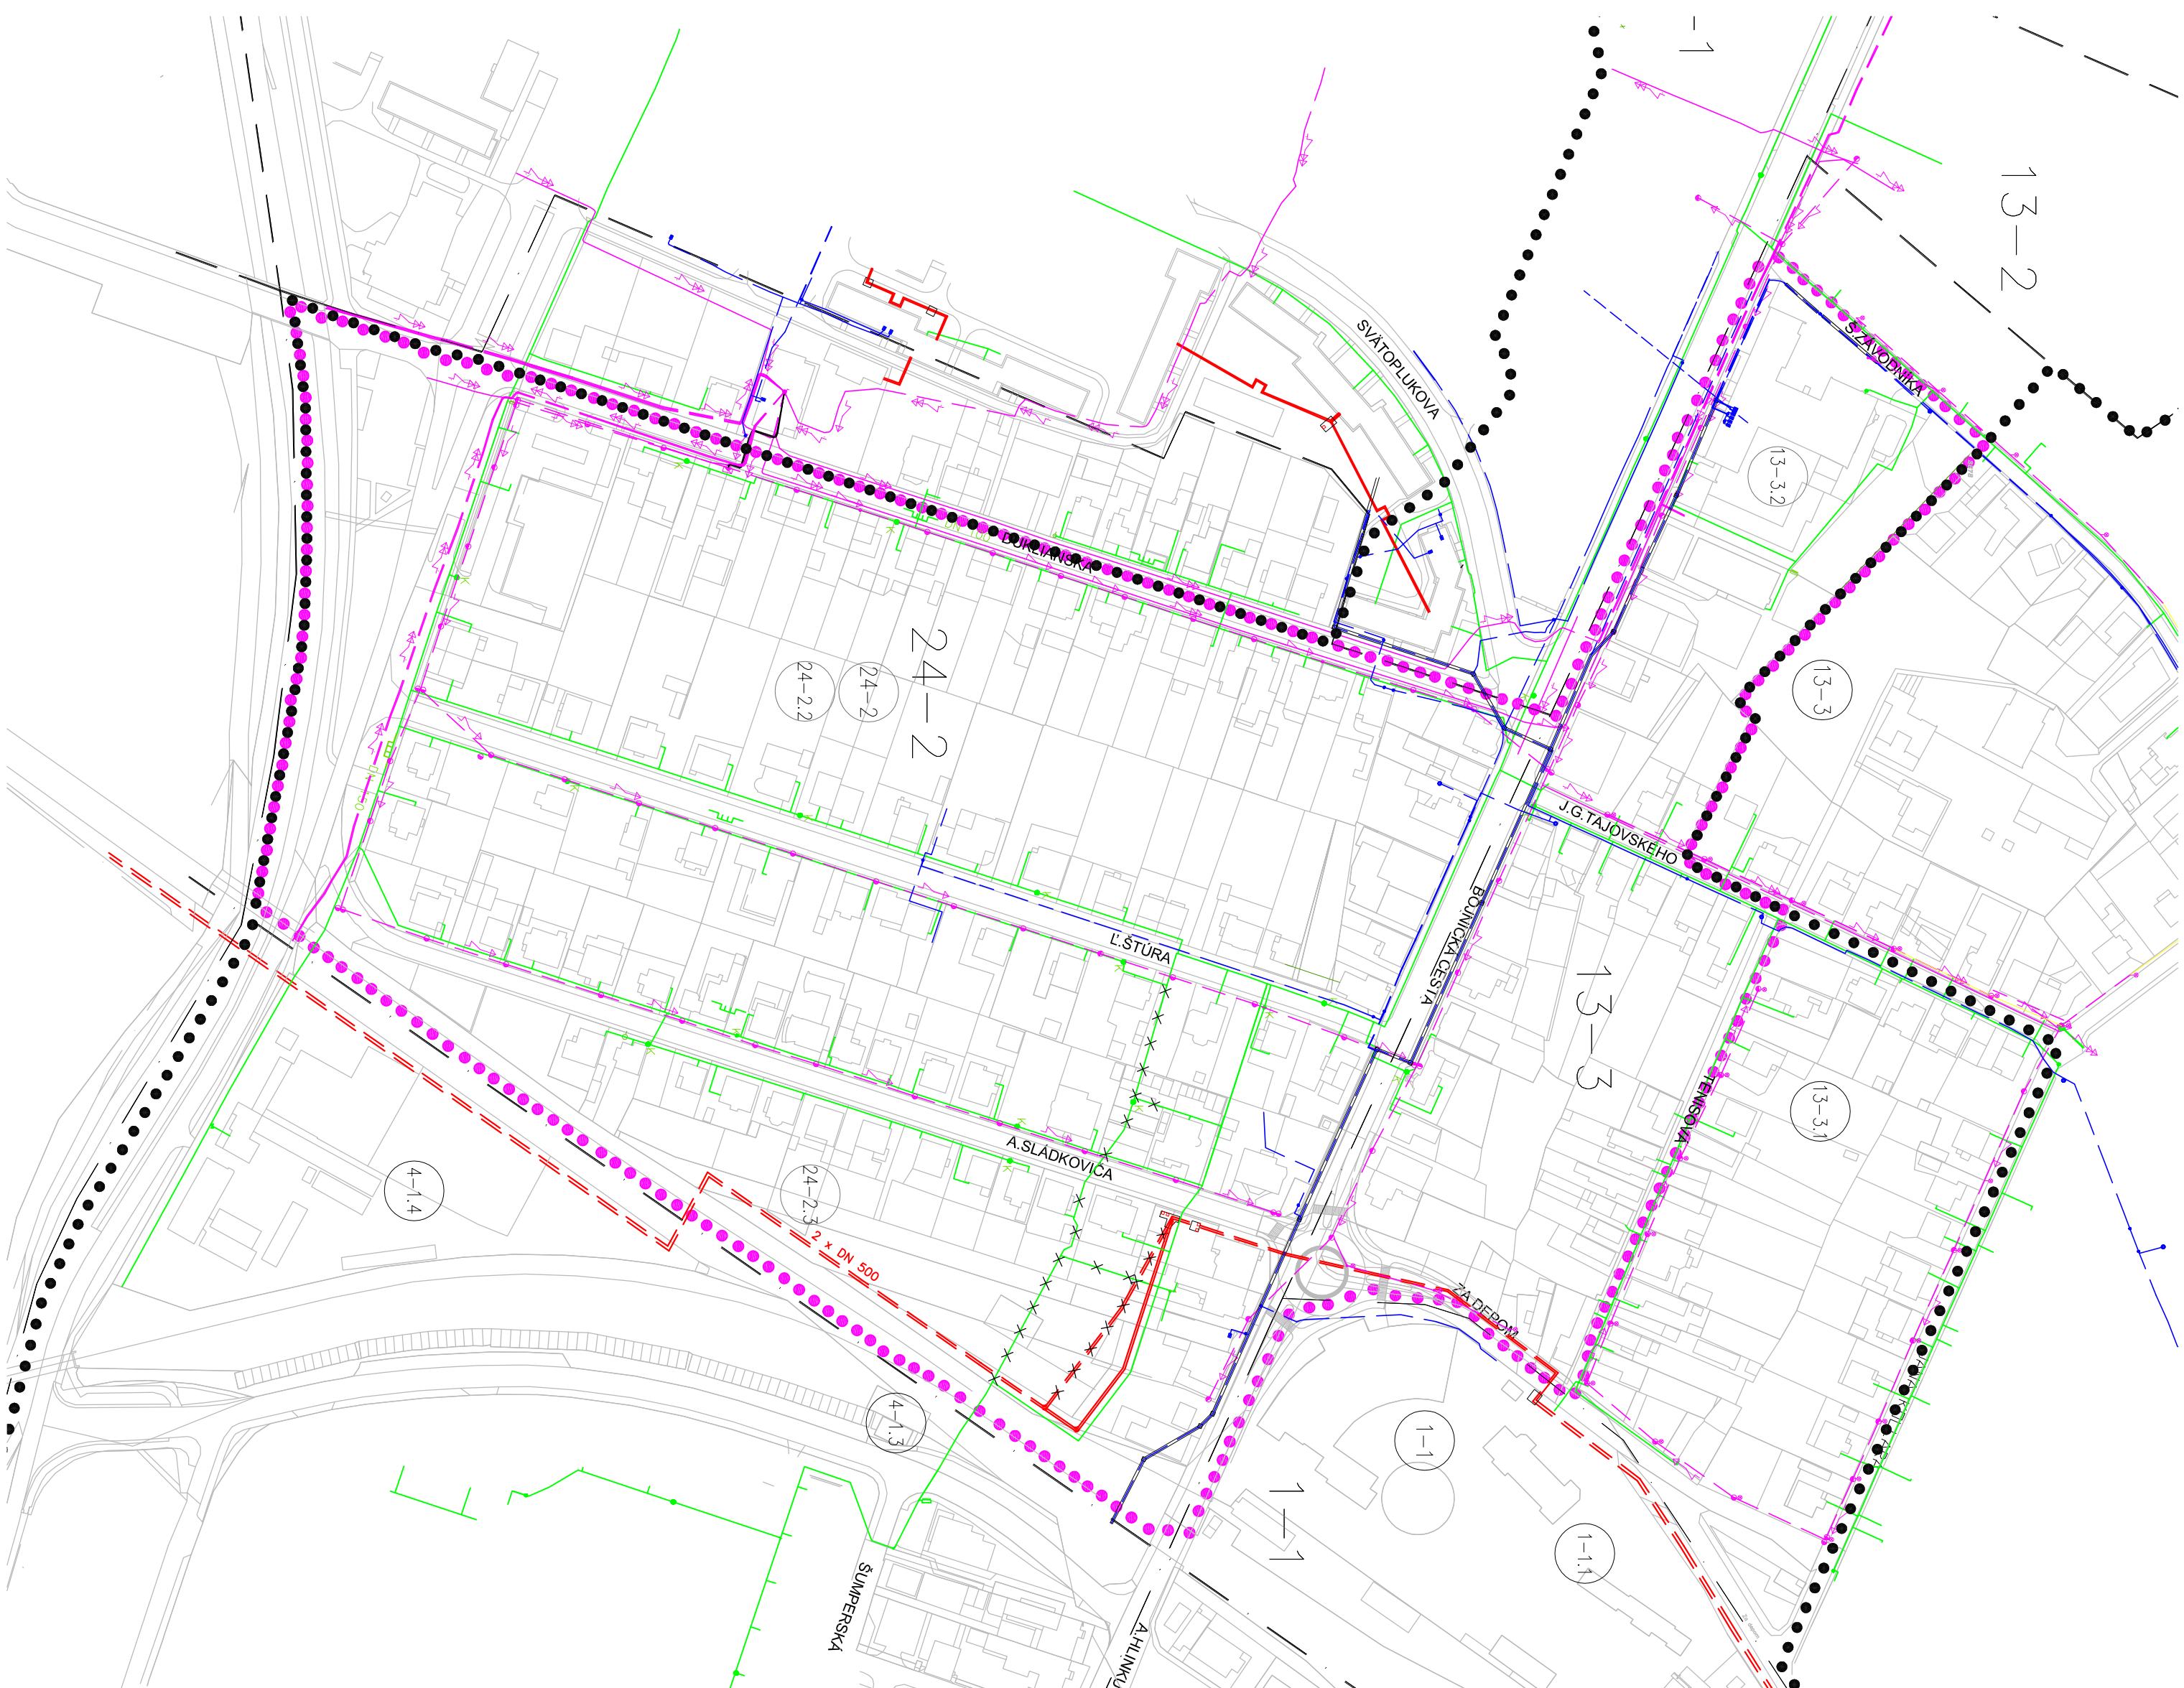 -1
13-2
SVÄTOPLUKOVA
Š.ZÁVODNÍKA
13-3.2
DUKLIANSKA
24-2
24-2
24-2.2
13-3
J.G.TAJOVSKÉHO
BOJNICKÁ CESTA
Ľ.ŠTÚRA
13-3
TENISOVÁ
13-3.1
A.SLÁDKOVIČA
4-1.4
24-2.3
2 x DN 500
ZA DEPOM
4-1.3
1-1
1-1
1-1.1
ŠUMPERSKÁ
A.HLINKU